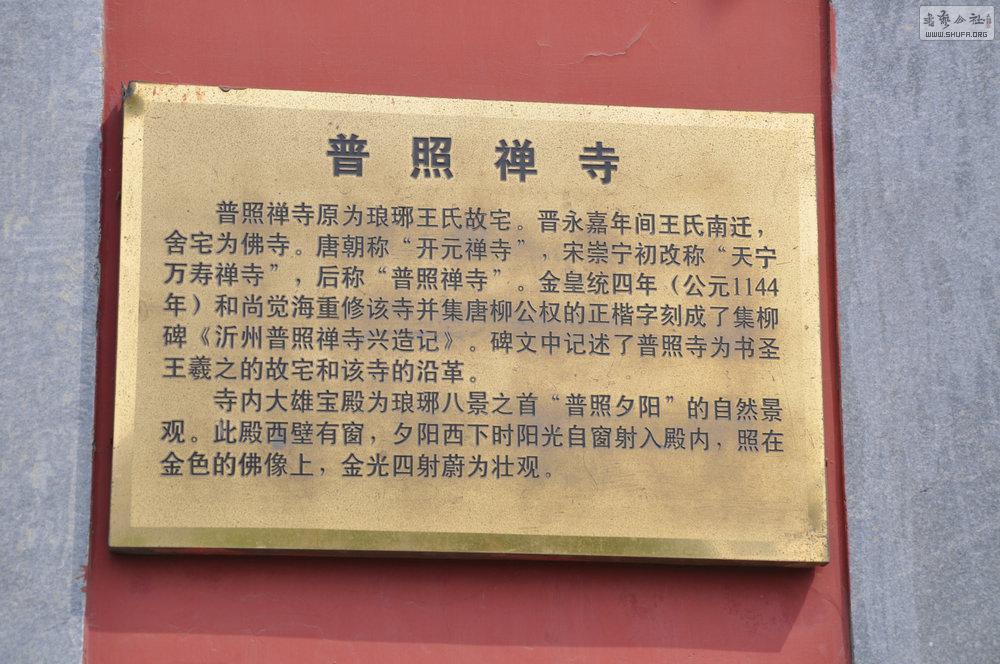 普照禅寺
普照禅寺原为琅琊王氏故宅。晋永嘉年间王氏南迁，
舍宅为佛寺。唐朝称“开元禅寺”，宋崇宁初改称“天宁
万寿禅寺”，后称“普照禅寺”。金皇统四年（公元1144
年）和尚觉海重修该寺并集唐柳公权的正楷字刻成了集柳
碑《沂州普照禅寺兴造记》。碑文中记述了普照寺为书圣
王羲之的故宅和该寺的沿革。
寺内大雄宝殿为琅琊八景之首“普照夕阳”的自然景
观。此殿西壁有窗，夕阳西下时阳光自窗射入殿内，照在
金色的佛像上，金光四射蔚为壮观。
WWW.SHUFA.ORG